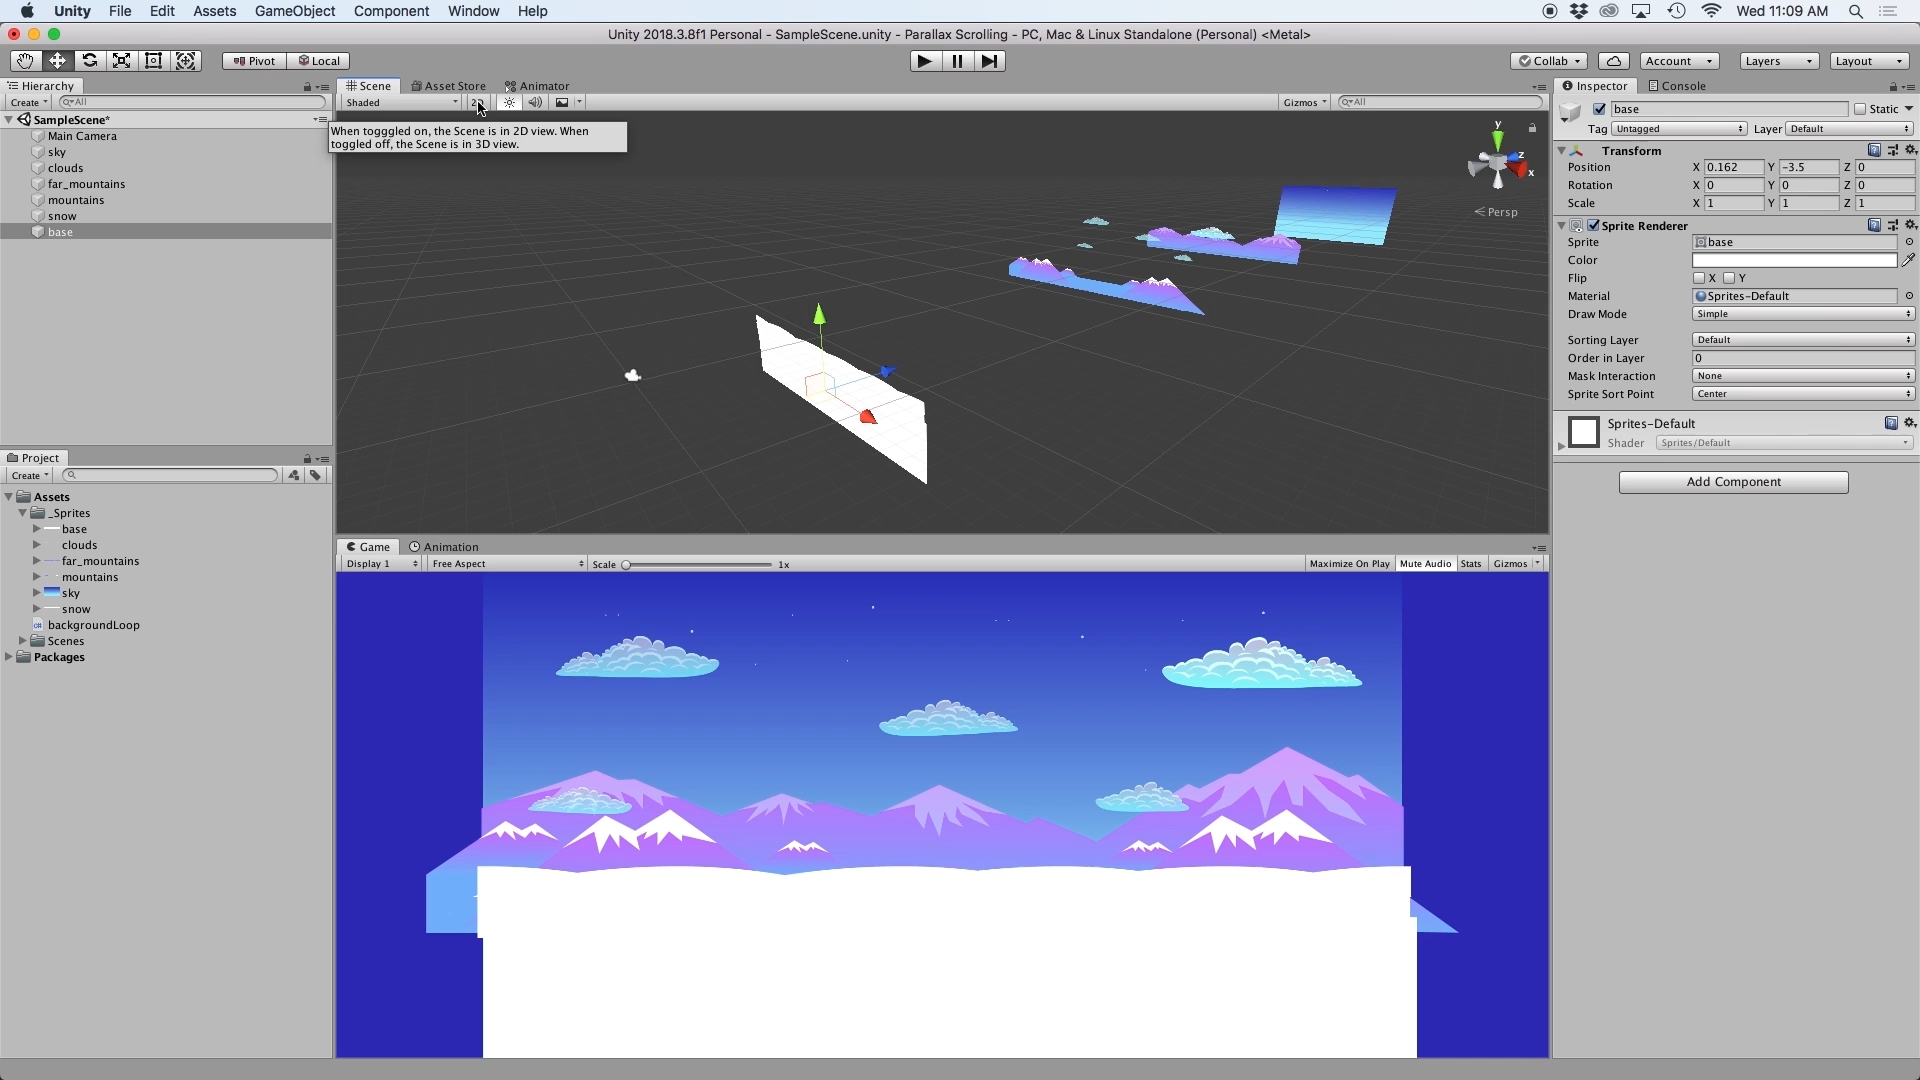 Unity File Edit Assets GameObject Component Window Help Wed 11:09 AM
Unity 2018.3.8f1 Personal - SampleScene.unity - Parallax Scrolling - PC, Mac & Linux Standalone (Personal) <Metal>
Pivot Local Collab Account Layers Layout
Hierarchy
Create All
SampleScene*
Main Camera
sky
clouds
far_mountains
mountains
snow
base
Project
Create
Assets
_Sprites
base
clouds
far_mountains
mountains
sky
snow
backgroundLoop
Scenes
Packages
Scene Asset Store Animator
Shaded Gizmos All
When togggled on, the Scene is in 2D view. When
toggled off, the Scene is in 3D view.
y
z
x
Persp
Game Animation
Display 1 Free Aspect Scale 1x Maximize On Play Mute Audio Stats Gizmos
Inspector Console
base Static
Tag Untagged Layer Default
Transform
Position X 0.162 Y -3.5 Z 0
Rotation X 0 Y 0 Z 0
Scale X 1 Y 1 Z 1
Sprite Renderer
Sprite base
Color
Flip X Y
Material Sprites-Default
Draw Mode Simple
Sorting Layer Default
Order in Layer 0
Mask Interaction None
Sprite Sort Point Center
Sprites-Default
Shader Sprites/Default
Add Component